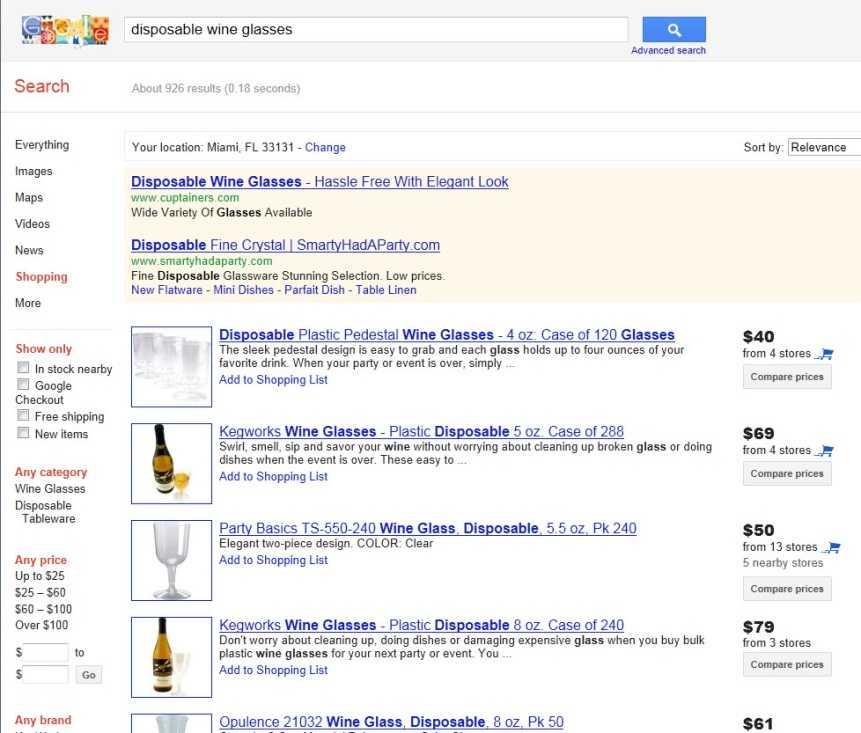 Google
disposable wine glasses
Advanced search
Search
About 926 results (0.18 seconds)
Everything
Images
Maps
Videos
News
Shopping
More
Show only
In stock nearby
Google
Checkout
Free shipping
New items
Any category
Wine Glasses
Disposable
Tableware
Any price
Up to $25
$25 – $60
$60 – $100
Over $100
$ to
$ Go
Any brand
Your location: Miami, FL 33131 - Change
Sort by: Relevance
Disposable Wine Glasses - Hassle Free With Elegant Look
www.cuptainers.com
Wide Variety Of Glasses Available
Disposable Fine Crystal | SmartyHadAParty.com
www.smartyhadaparty.com
Fine Disposable Glassware Stunning Selection. Low prices.
New Flatware - Mini Dishes - Parfait Dish - Table Linen
Disposable Plastic Pedestal Wine Glasses - 4 oz: Case of 120 Glasses
The sleek pedestal design is easy to grab and each glass holds up to four ounces of your
favorite drink. When your party or event is over, simply ...
Add to Shopping List
$40
from 4 stores
Compare prices
Kegworks Wine Glasses - Plastic Disposable 5 oz. Case of 288
Swirl, smell, sip and savor your wine without worrying about cleaning up broken glass or doing
dishes when the event is over. These easy to ...
Add to Shopping List
$69
from 4 stores
Compare prices
Party Basics TS-550-240 Wine Glass, Disposable, 5.5 oz, Pk 240
Elegant two-piece design. COLOR: Clear
Add to Shopping List
$50
from 13 stores
5 nearby stores
Compare prices
Kegworks Wine Glasses - Plastic Disposable 8 oz. Case of 240
Don't worry about cleaning up, doing dishes or damaging expensive glass when you buy bulk
plastic wine glasses for your next party or event. You ...
Add to Shopping List
$79
from 3 stores
Compare prices
Opulence 21032 Wine Glass, Disposable, 8 oz, Pk 50
$61